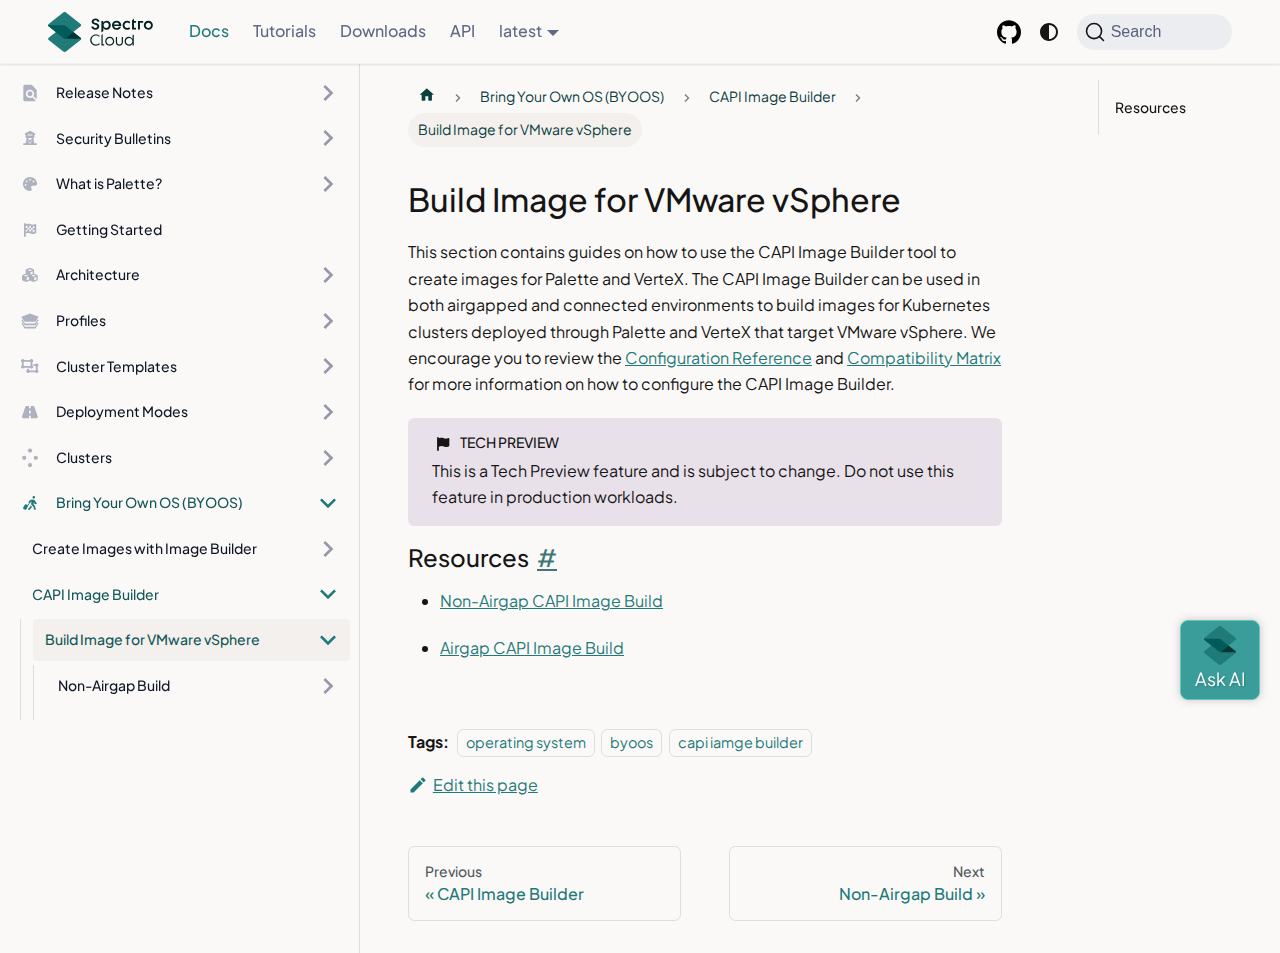 Spectro
Cloud
Docs
Tutorials
Downloads
API
latest
Search
Release Notes
Security Bulletins
What is Palette?
Getting Started
Architecture
Profiles
Cluster Templates
Deployment Modes
Clusters
Bring Your Own OS (BYOOS)
Create Images with Image Builder
CAPI Image Builder
Build Image for VMware vSphere
Non-Airgap Build
Bring Your Own OS (BYOOS)
CAPI Image Builder
Build Image for VMware vSphere
Build Image for VMware vSphere
This section contains guides on how to use the CAPI Image Builder tool to
create images for Palette and VerteX. The CAPI Image Builder can be used in
both airgapped and connected environments to build images for Kubernetes
clusters deployed through Palette and VerteX that target VMware vSphere. We
encourage you to review the Configuration Reference and Compatibility Matrix
for more information on how to configure the CAPI Image Builder.
TECH PREVIEW
This is a Tech Preview feature and is subject to change. Do not use this
feature in production workloads.
Resources #
Non-Airgap CAPI Image Build
Airgap CAPI Image Build
Tags: operating system byoos capi iamge builder
Edit this page
Previous
« CAPI Image Builder
Next
Non-Airgap Build »
Resources
Ask AI